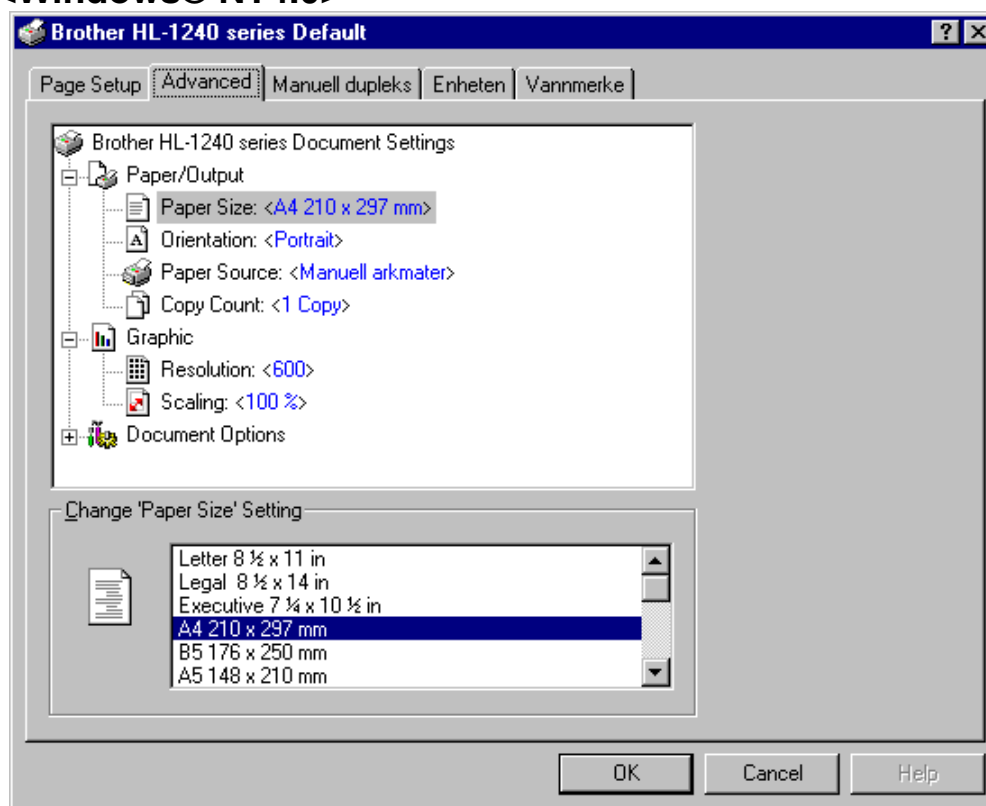 <Windows® NT4.0>
Brother HL-1240 series Default
Page Setup Advanced Manuell dupleks Enheten Vannmerke
Brother HL-1240 series Document Settings
Paper/Output
Paper Size: <A4 210 x 297 mm>
Orientation: <Portrait>
Paper Source: <Manuell arkmater>
Copy Count: <1 Copy>
Graphic
Resolution: <600>
Scaling: <100 %>
Document Options
Change 'Paper Size' Setting
Letter 8 ½ x 11 in
Legal 8 ½ x 14 in
Executive 7 ¼ x 10 ½ in
A4 210 x 297 mm
B5 176 x 250 mm
A5 148 x 210 mm
OK Cancel Help